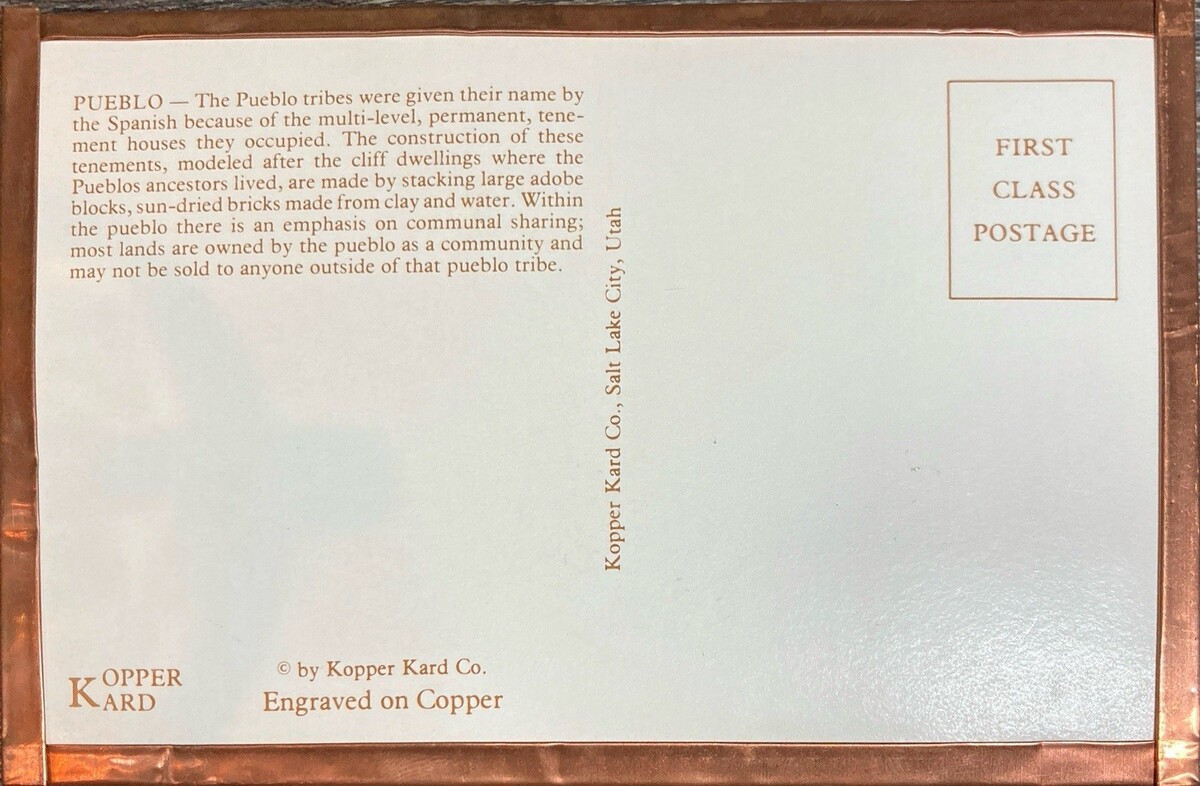 PUEBLO — The Pueblo tribes were given their name by
the Spanish because of the multi-level, permanent, tene-
ment houses they occupied. The construction of these
tenements, modeled after the cliff dwellings where the
Pueblos ancestors lived, are made by stacking large adobe
blocks, sun-dried bricks made from clay and water. Within
the pueblo there is an emphasis on communal sharing;
most lands are owned by the pueblo as a community and
may not be sold to anyone outside of that pueblo tribe.
KOPPER
KARD
© by Kopper Kard Co.
Engraved on Copper
Kopper Kard Co., Salt Lake City, Utah
FIRST
CLASS
POSTAGE